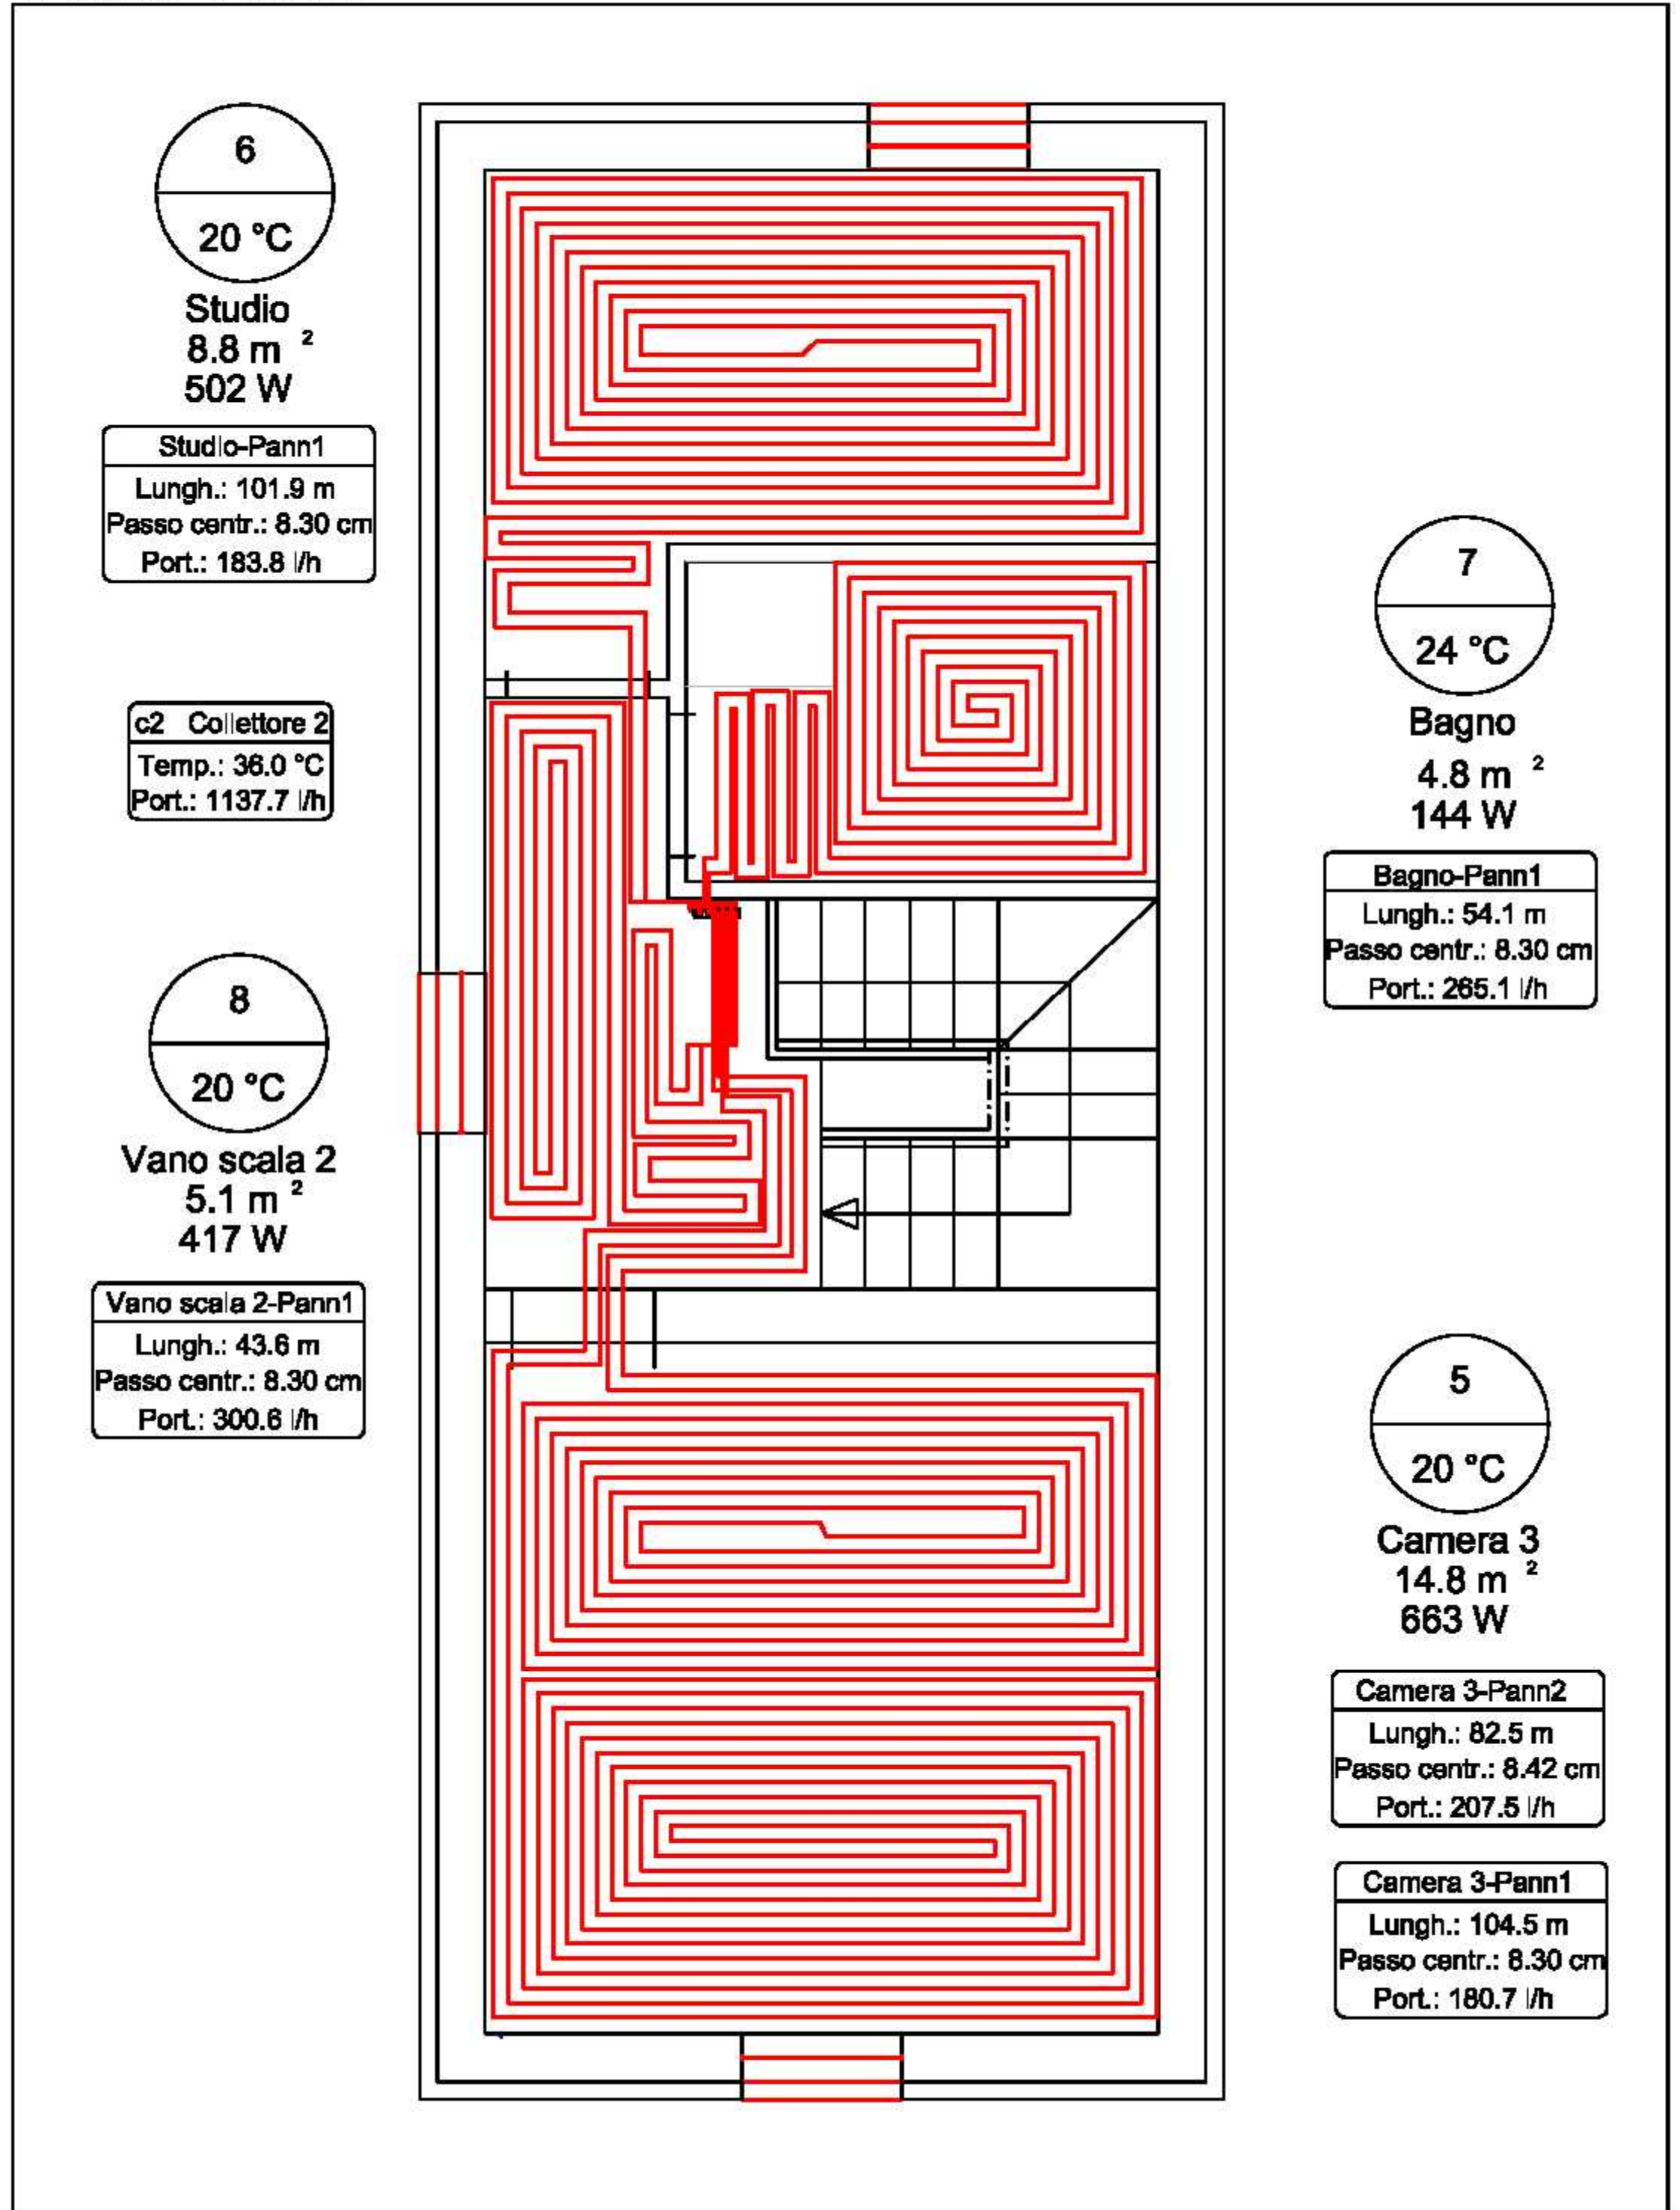 6
20 °C
Studio
8.8 m ²
502 W
Studio-Pann1
Lungh.: 101.9 m
Passo centr.: 8.30 cm
Port.: 183.8 l/h
c2 Collettore 2
Temp.: 36.0 °C
Port.: 1137.7 l/h
8
20 °C
Vano scala 2
5.1 m ²
417 W
Vano scala 2-Pann1
Lungh.: 43.6 m
Passo centr.: 8.30 cm
Port.: 300.6 l/h
7
24 °C
Bagno
4.8 m ²
144 W
Bagno-Pann1
Lungh.: 54.1 m
Passo centr.: 8.30 cm
Port.: 265.1 l/h
5
20 °C
Camera 3
14.8 m ²
663 W
Camera 3-Pann2
Lungh.: 82.5 m
Passo centr.: 8.42 cm
Port.: 207.5 l/h
Camera 3-Pann1
Lungh.: 104.5 m
Passo centr.: 8.30 cm
Port.: 180.7 l/h